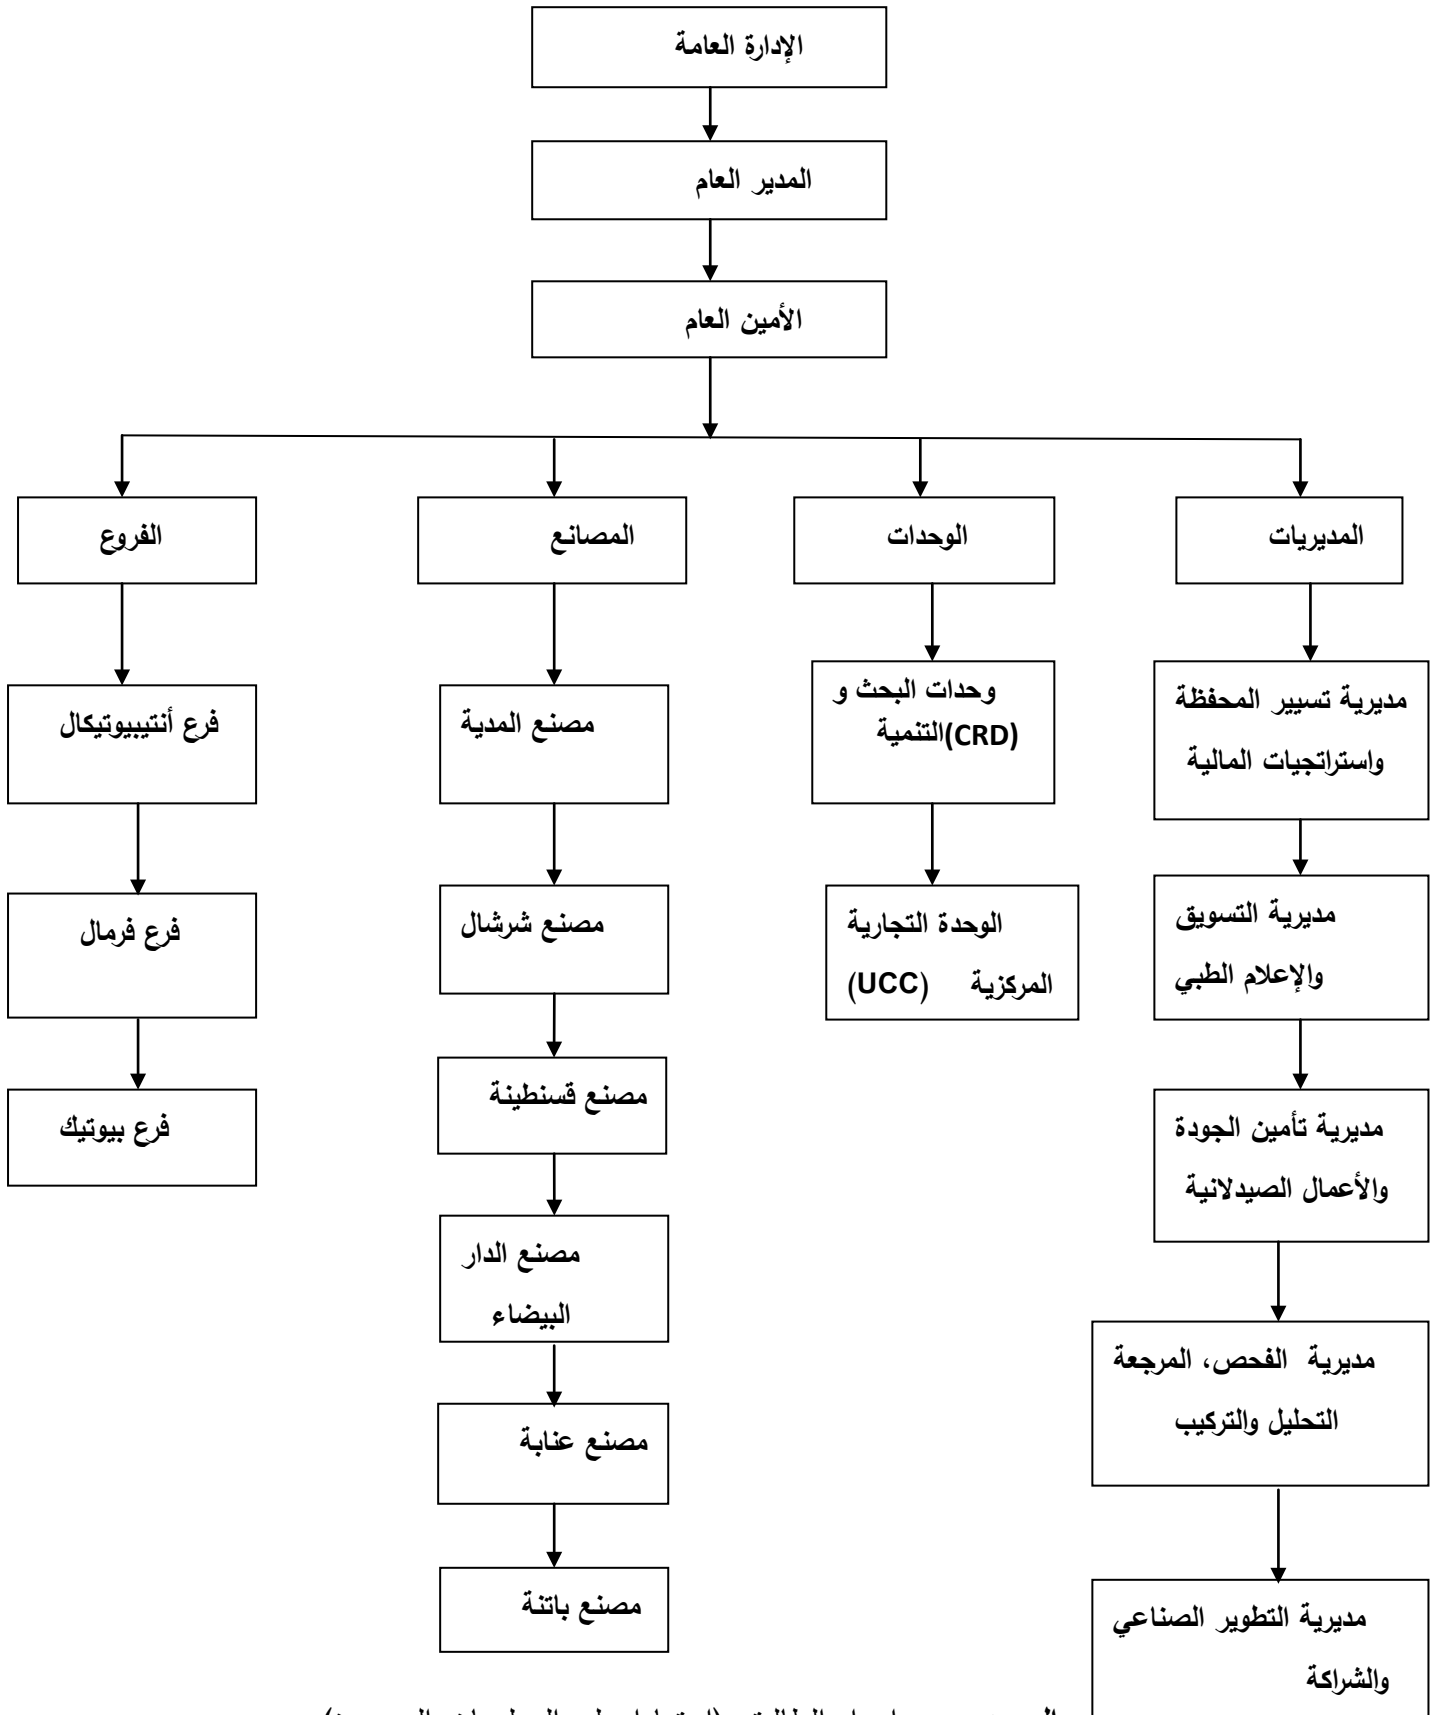 الإدارة العامة
المدير العام
الأمين العام
المديريات
الوحدات
المصانع
الفروع
مديرية تسيير المحفظة
واستراتجيات المالية
مديرية التسويق
والإعلام الطبي
مديرية تأمين الجودة
والأعمال الصيدلانية
مديرية الفحص، المرجعة
التحليل والتركيب
مديرية التطوير الصناعي
والشراكة
وحدات البحث و
التنمية(CRD)
الوحدة التجارية
المركزية (UCC)
مصنع المدية
مصنع شرشال
مصنع قسنطينة
مصنع الدار
البيضاء
مصنع عنابة
مصنع باتنة
فرع أنتيبيوتيكال
فرع فرمال
فرع بيوتيك